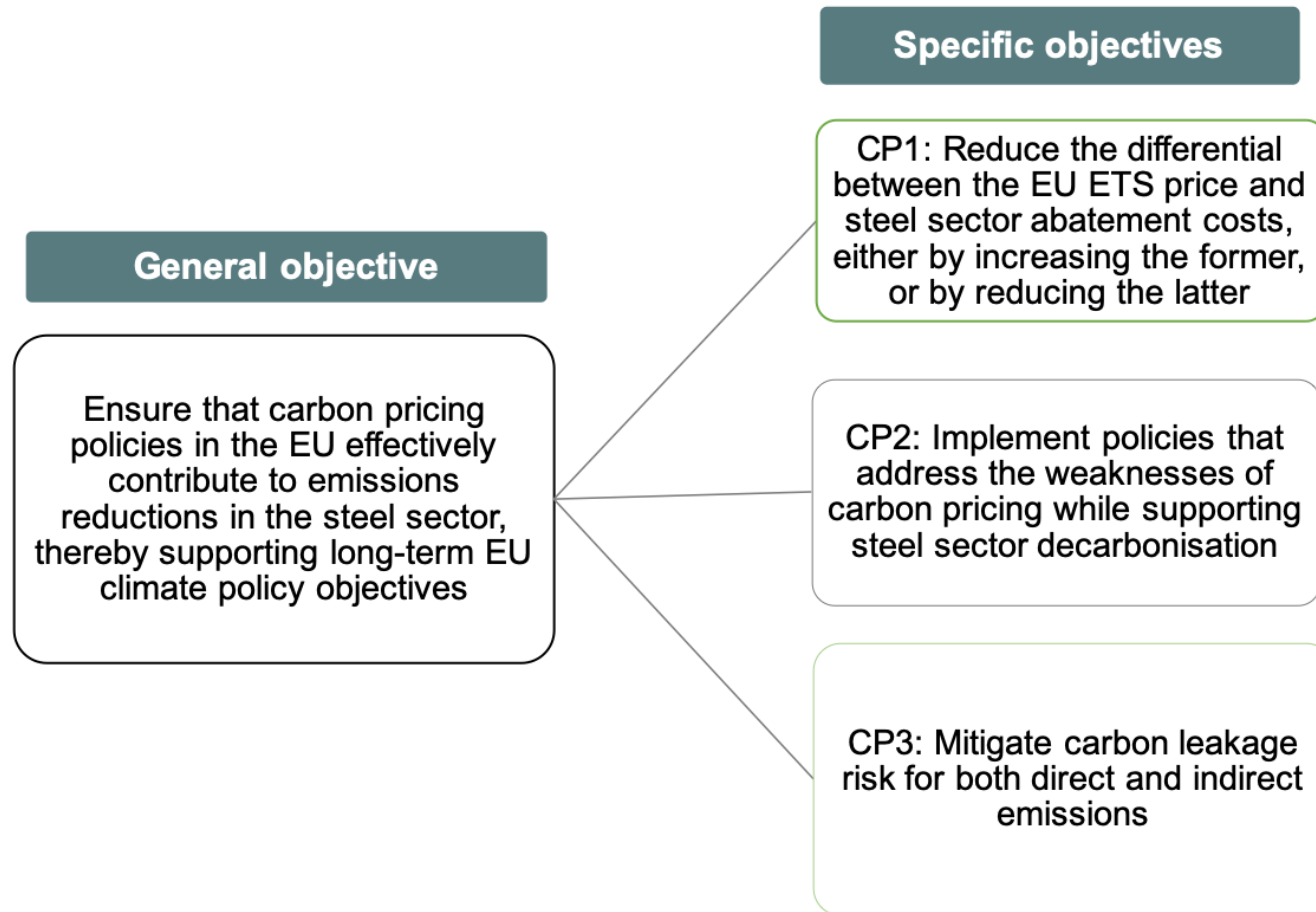 General objective
Ensure that carbon pricing
policies in the EU effectively
contribute to emissions
reductions in the steel sector,
thereby supporting long-term EU
climate policy objectives
Specific objectives
CP1: Reduce the differential
between the EU ETS price and
steel sector abatement costs,
either by increasing the former,
or by reducing the latter
CP2: Implement policies that
address the weaknesses of
carbon pricing while supporting
steel sector decarbonisation
CP3: Mitigate carbon leakage
risk for both direct and indirect
emissions